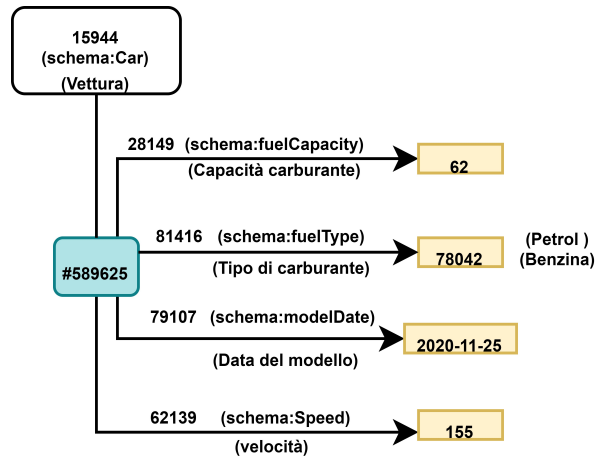 15944
(schema:Car)
(Vettura)
28149 (schema:fuelCapacity)
(Capacità carburante)
62
81416 (schema:fuelType)
(Tipo di carburante)
78042
(Petrol )
(Benzina)
#589625
79107 (schema:modelDate)
(Data del modello)
2020-11-25
62139 (schema:Speed)
(velocità)
155